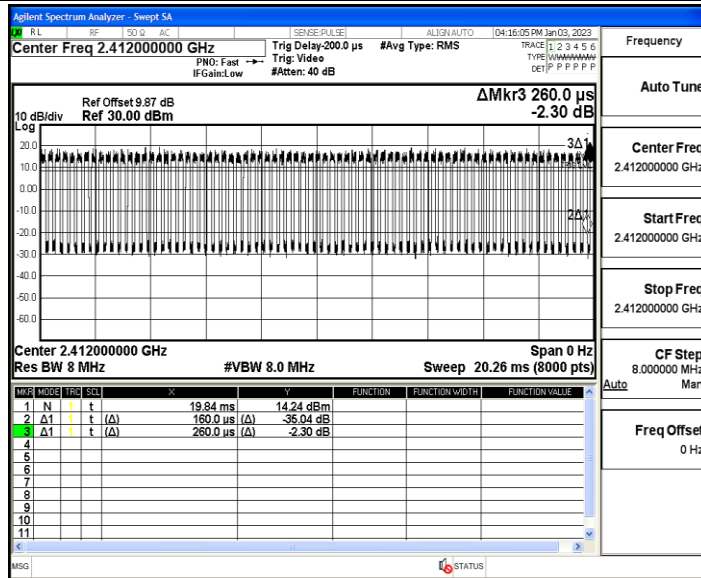 Agilent Spectrum Analyzer - Swept SA
RL RF 50 Ω AC SENSE:PULSE ALIGN AUTO 04:16:05 PM Jan 03, 2023
Center Freq 2.412000000 GHz
PNO: Fast
IFGain:Low
Trig Delay-200.0 µs
Trig: Video
#Atten: 40 dB
#Avg Type: RMS
TRACE 1 2 3 4 5 6
TYPE WWWWWW
DET P P P P P P
ΔMkr3 260.0 µs
-2.30 dB
Ref Offset 9.87 dB
10 dB/div Ref 30.00 dBm
Log
20.0
10.0
0.00
-10.0
-20.0
-30.0
-40.0
-50.0
-60.0
3Δ1
2Δ1
Center 2.412000000 GHz Span 0 Hz
Res BW 8 MHz #VBW 8.0 MHz Sweep 20.26 ms (8000 pts)
MKR MODE TRC SCL X Y FUNCTION FUNCTION WIDTH FUNCTION VALUE
1 N 1 t 19.84 ms 14.24 dBm
2 Δ1 1 t (Δ) 160.0 µs (Δ) -35.04 dB
3 Δ1 1 t (Δ) 260.0 µs (Δ) -2.30 dB
4
5
6
7
8
9
10
11
MSG STATUS
Frequency
Auto Tune
Center Freq
2.412000000 GHz
Start Freq
2.412000000 GHz
Stop Freq
2.412000000 GHz
CF Step
8.000000 MHz
Auto Man
Freq Offset
0 Hz